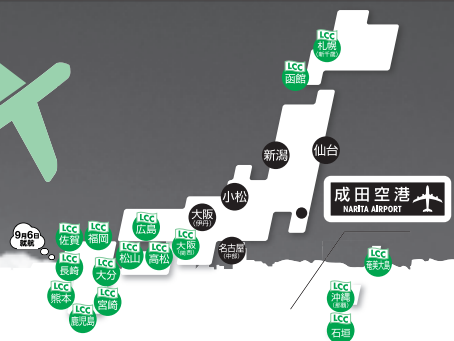 LCC
札幌
(新千歳)
LCC
函館
新潟
仙台
小松
成田空港
NARITA AIRPORT
大阪
(伊丹)
LCC
広島
LCC
大阪
(関西)
名古屋
(中部)
LCC
松山
LCC
高松
9月6日
就航
LCC
佐賀
LCC
福岡
LCC
長崎
LCC
大分
LCC
熊本
LCC
宮崎
LCC
鹿児島
LCC
奄美大島
LCC
沖縄
(那覇)
LCC
石垣